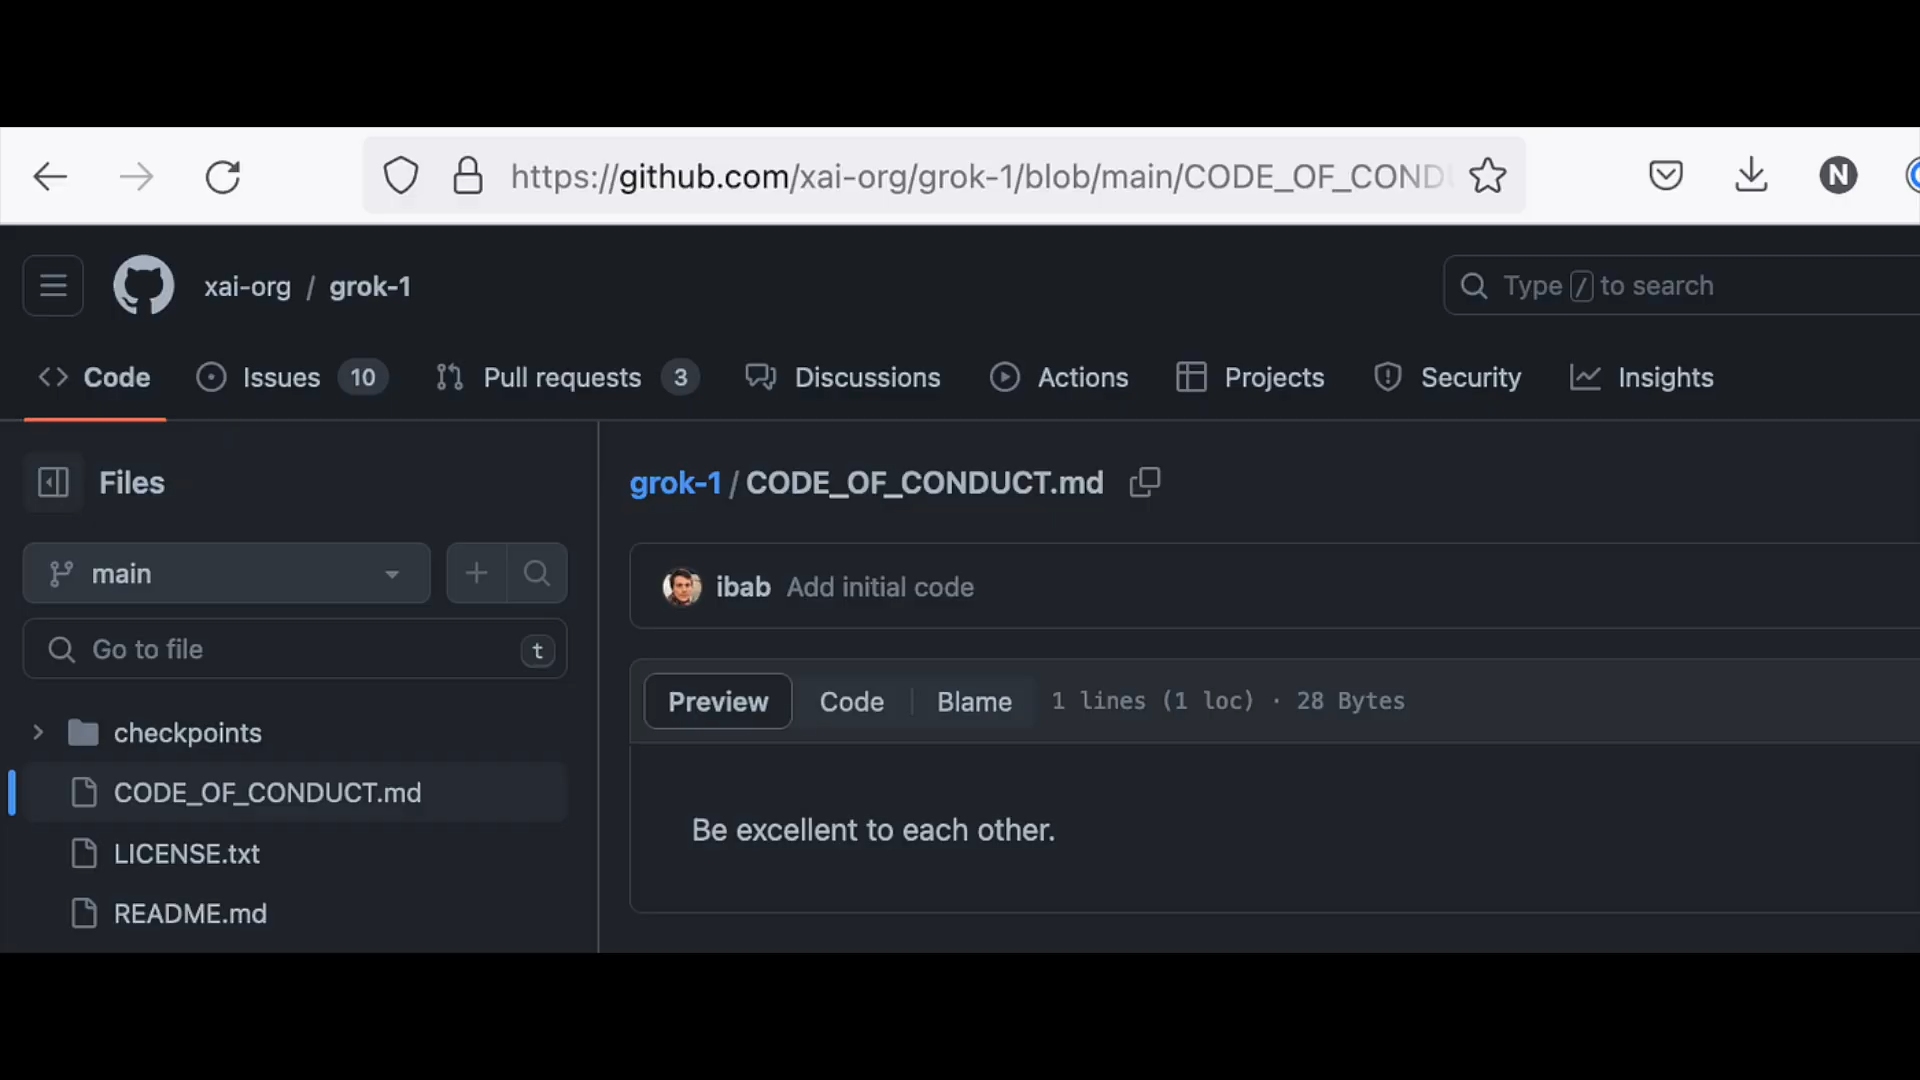 https://github.com/xai-org/grok-1/blob/main/CODE_OF_COND
N
xai-org / grok-1
Type / to search
Code
Issues 10
Pull requests 3
Discussions
Actions
Projects
Security
Insights
Files
main
Go to file
t
checkpoints
CODE_OF_CONDUCT.md
LICENSE.txt
README.md
grok-1 / CODE_OF_CONDUCT.md
ibab Add initial code
Preview Code Blame 1 lines (1 loc) · 28 Bytes
Be excellent to each other.